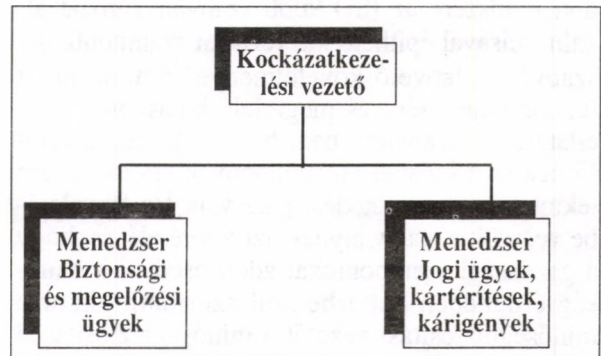 Kockázatkeze-
lési vezető
Menedzser
Biztonsági
és megelőzési
ügyek
Menedzser
Jogi ügyek,
kártérítések,
kárigények